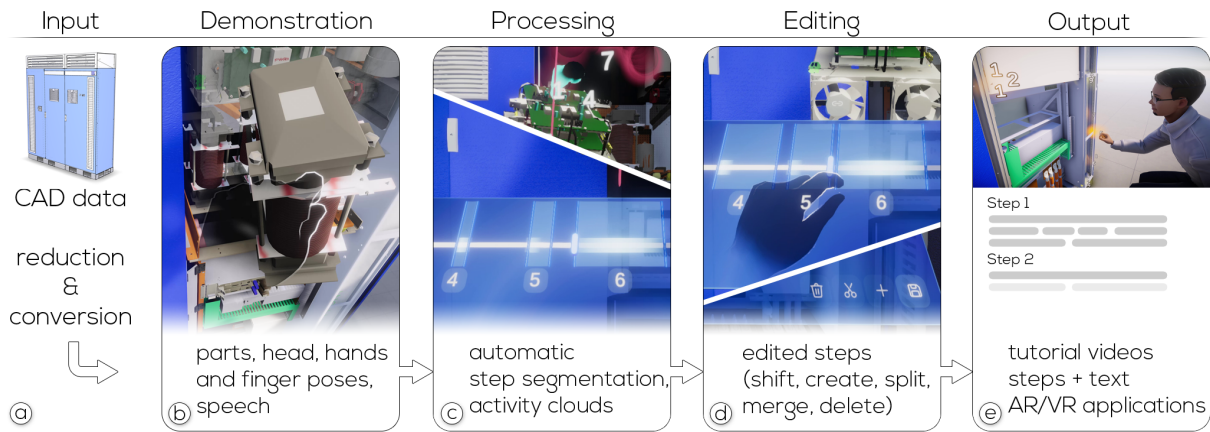 Input
Demonstration
Processing
Editing
Output
CAD data
reduction
&
conversion
a
parts, head, hands
and finger poses,
speech
b
7
4
4
5
6
automatic
step segmentation,
activity clouds
c
4
5
6
edited steps
(shift, create, split,
merge, delete)
d
1
2
1
Step 1
Step 2
tutorial videos
steps + text
AR/VR applications
e